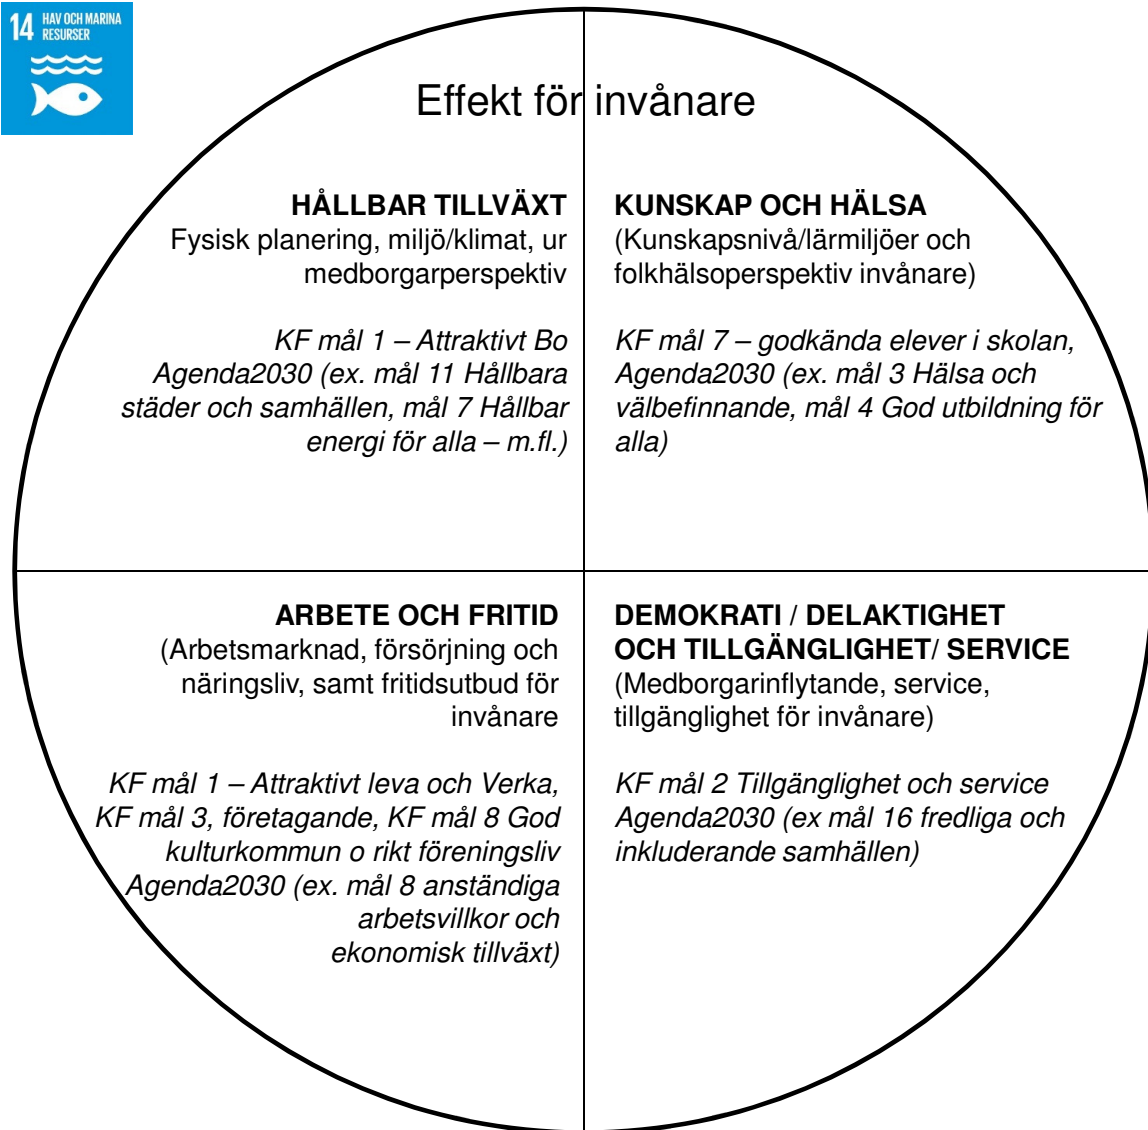 14 HAV OCH MARINA
RESURSER
Effekt för invånare
HÅLLBAR TILLVÄXT
Fysisk planering, miljö/klimat, ur
medborgarperspektiv
KF mål 1 – Attraktivt Bo
Agenda2030 (ex. mål 11 Hållbara
städer och samhällen, mål 7 Hållbar
energi för alla – m.fl.)
KUNSKAP OCH HÄLSA
(Kunskapsnivå/lärmiljöer och
folkhälsoperspektiv invånare)
KF mål 7 – godkända elever i skolan,
Agenda2030 (ex. mål 3 Hälsa och
välbefinnande, mål 4 God utbildning för
alla)
ARBETE OCH FRITID
(Arbetsmarknad, försörjning och
näringsliv, samt fritidsutbud för
invånare
KF mål 1 – Attraktivt leva och Verka,
KF mål 3, företagande, KF mål 8 God
kulturkommun o rikt föreningsliv
Agenda2030 (ex. mål 8 anständiga
arbetsvillkor och
ekonomisk tillväxt)
DEMOKRATI / DELAKTIGHET
OCH TILLGÄNGLIGHET/ SERVICE
(Medborgarinflytande, service,
tillgänglighet för invånare)
KF mål 2 Tillgänglighet och service
Agenda2030 (ex mål 16 fredliga och
inkluderande samhällen)